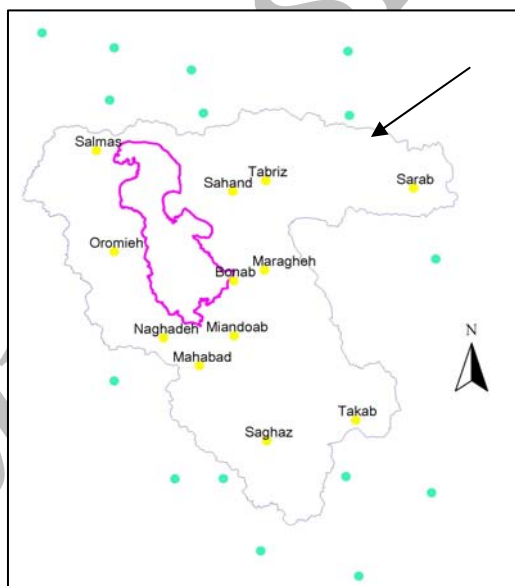 Salmas
Tabriz
Sahand
Sarab
Oromieh
Maragheh
Bonab
N
Naghadeh
Miandoab
Mahabad
Takab
Saghaz